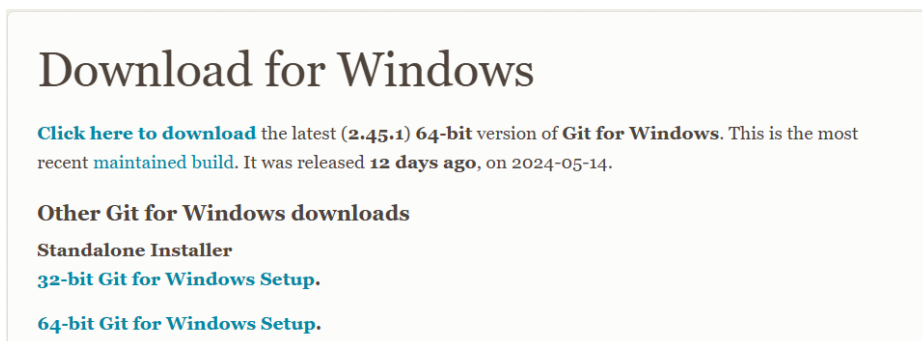 Download for Windows
Click here to download the latest (2.45.1) 64-bit version of Git for Windows. This is the most
recent maintained build. It was released 12 days ago, on 2024-05-14.
Other Git for Windows downloads
Standalone Installer
32-bit Git for Windows Setup.
64-bit Git for Windows Setup.